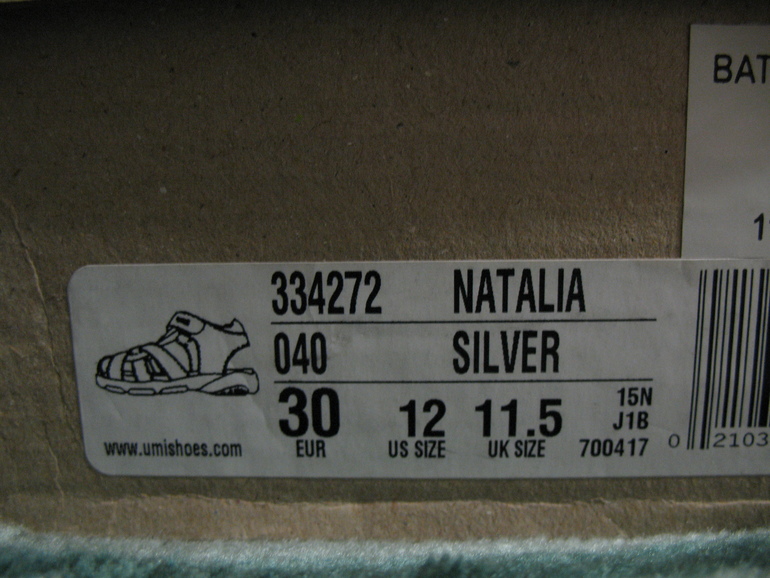 BAT
334272 NATALIA
040 SILVER
30 12 11.5 15N
J1B
EUR US SIZE UK SIZE 700417
www.umishoes.com
0 2103